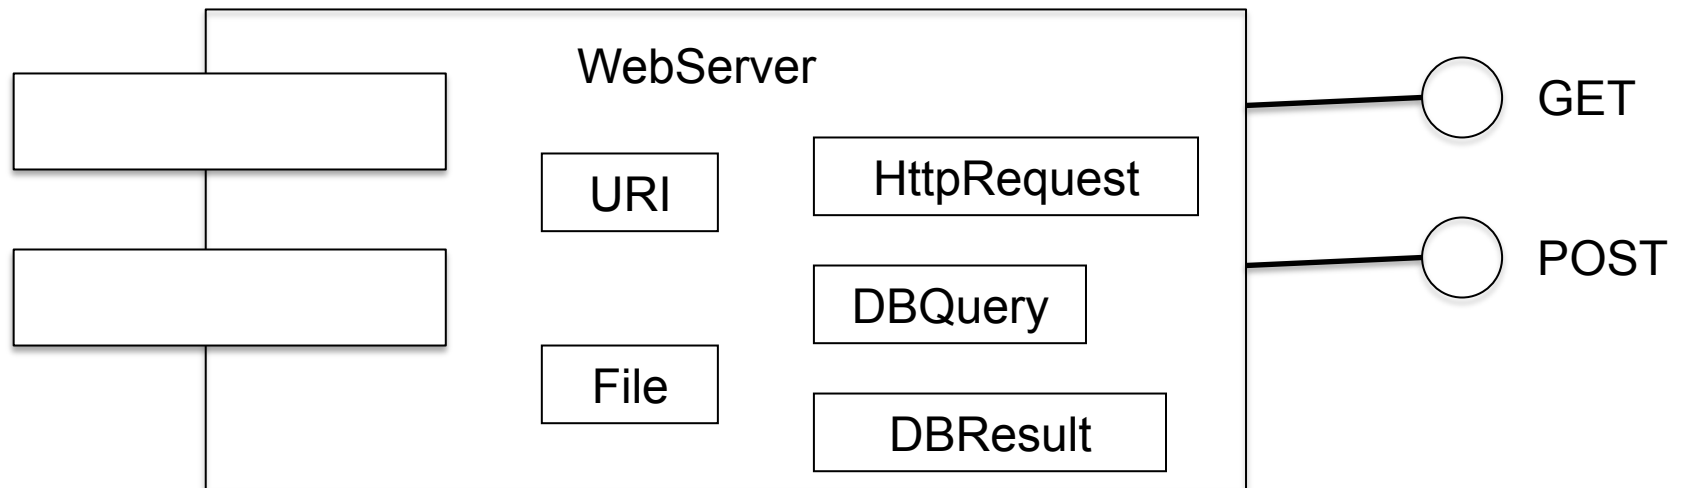 WebServer
GET
URI
HttpRequest
POST
DBQuery
File
DBResult